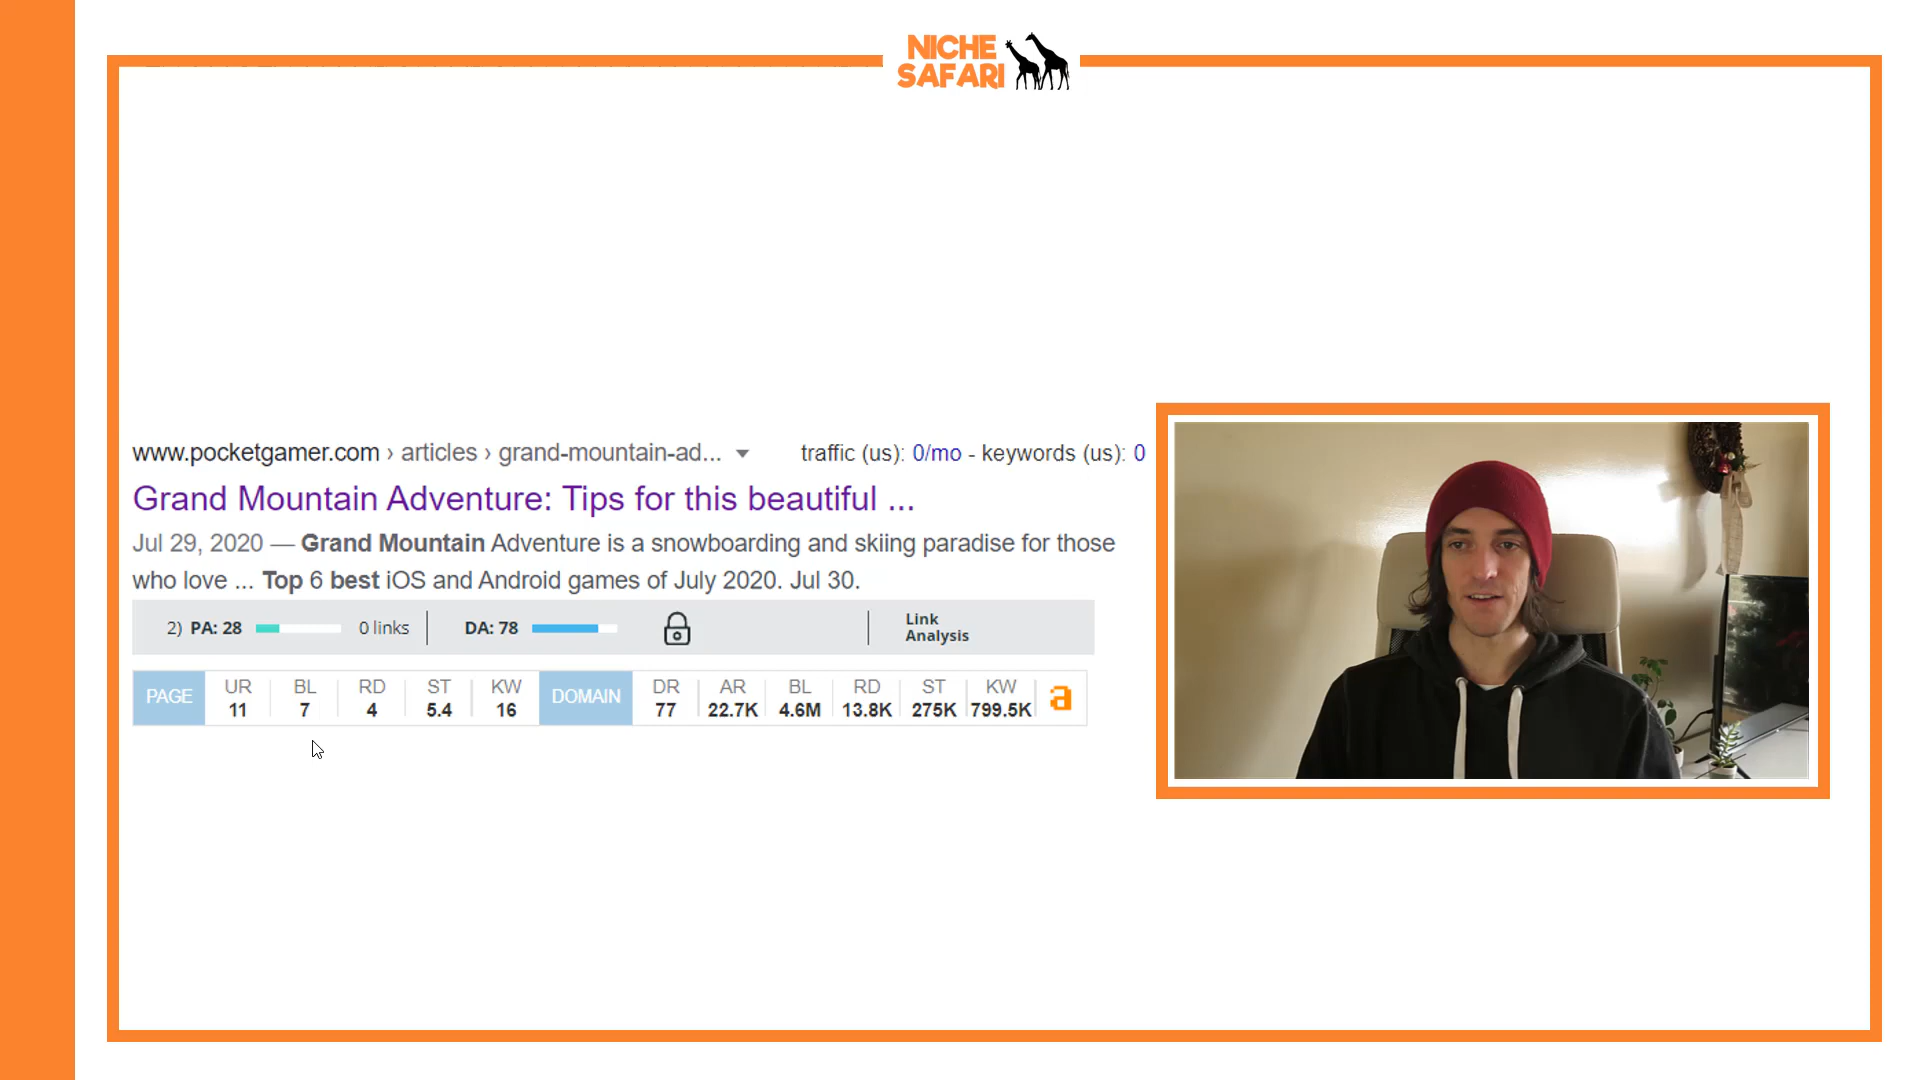 NICHE
SAFARI
www.pocketgamer.com › articles › grand-mountain-ad... traffic (us): 0/mo - keywords (us): 0
Grand Mountain Adventure: Tips for this beautiful ...
Jul 29, 2020 — Grand Mountain Adventure is a snowboarding and skiing paradise for those
who love ... Top 6 best iOS and Android games of July 2020. Jul 30.
2) PA: 28 0 links DA: 78 Link Analysis
PAGE UR BL RD ST KW DOMAIN DR AR BL RD ST KW a
11 7 4 5.4 16 77 22.7K 4.6M 13.8K 275K 799.5K